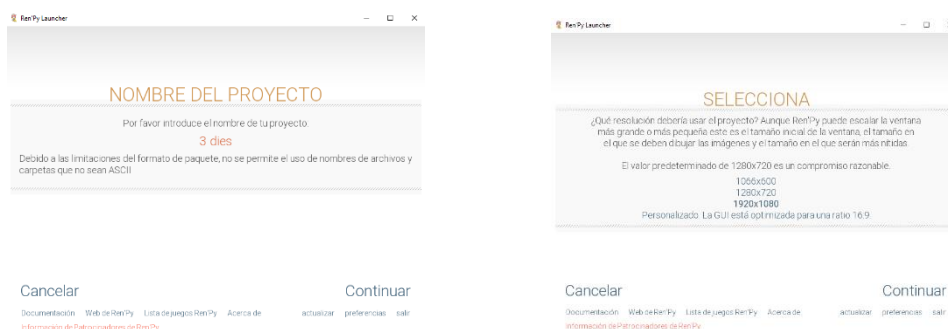 Ren'Py Launcher
NOMBRE DEL PROYECTO
Por favor introduce el nombre de tu proyecto:
3 dies
Debido a las limitaciones del formato de paquete, no se permite el uso de nombres de archivos y
carpetas que no sean ASCII
Cancelar
Continuar
Documentación Web de Ren'Py Lista de juegos Ren'Py Acerca de actualizar preferencias salir
Información de Patrocinadores de Ren'Py
Ren'Py Launcher
SELECCIONA
¿Qué resolución debería usar el proyecto? Aunque Ren'Py puede escalar la ventana
más grande o más pequeña este es el tamaño inicial de la ventana, el tamaño en
el que se deben dibujar las imágenes y el tamaño en el que serán más nítidas.
El valor predeterminado de 1280x720 es un compromiso razonable.
1066x600
1280x720
1920x1080
Personalizado. La GUI está optimizada para una ratio 16:9.
Cancelar
Continuar
Documentación Web de Ren'Py Lista de juegos Ren'Py Acerca de actualizar preferencias salir
Información de Patrocinadores de Ren'Py